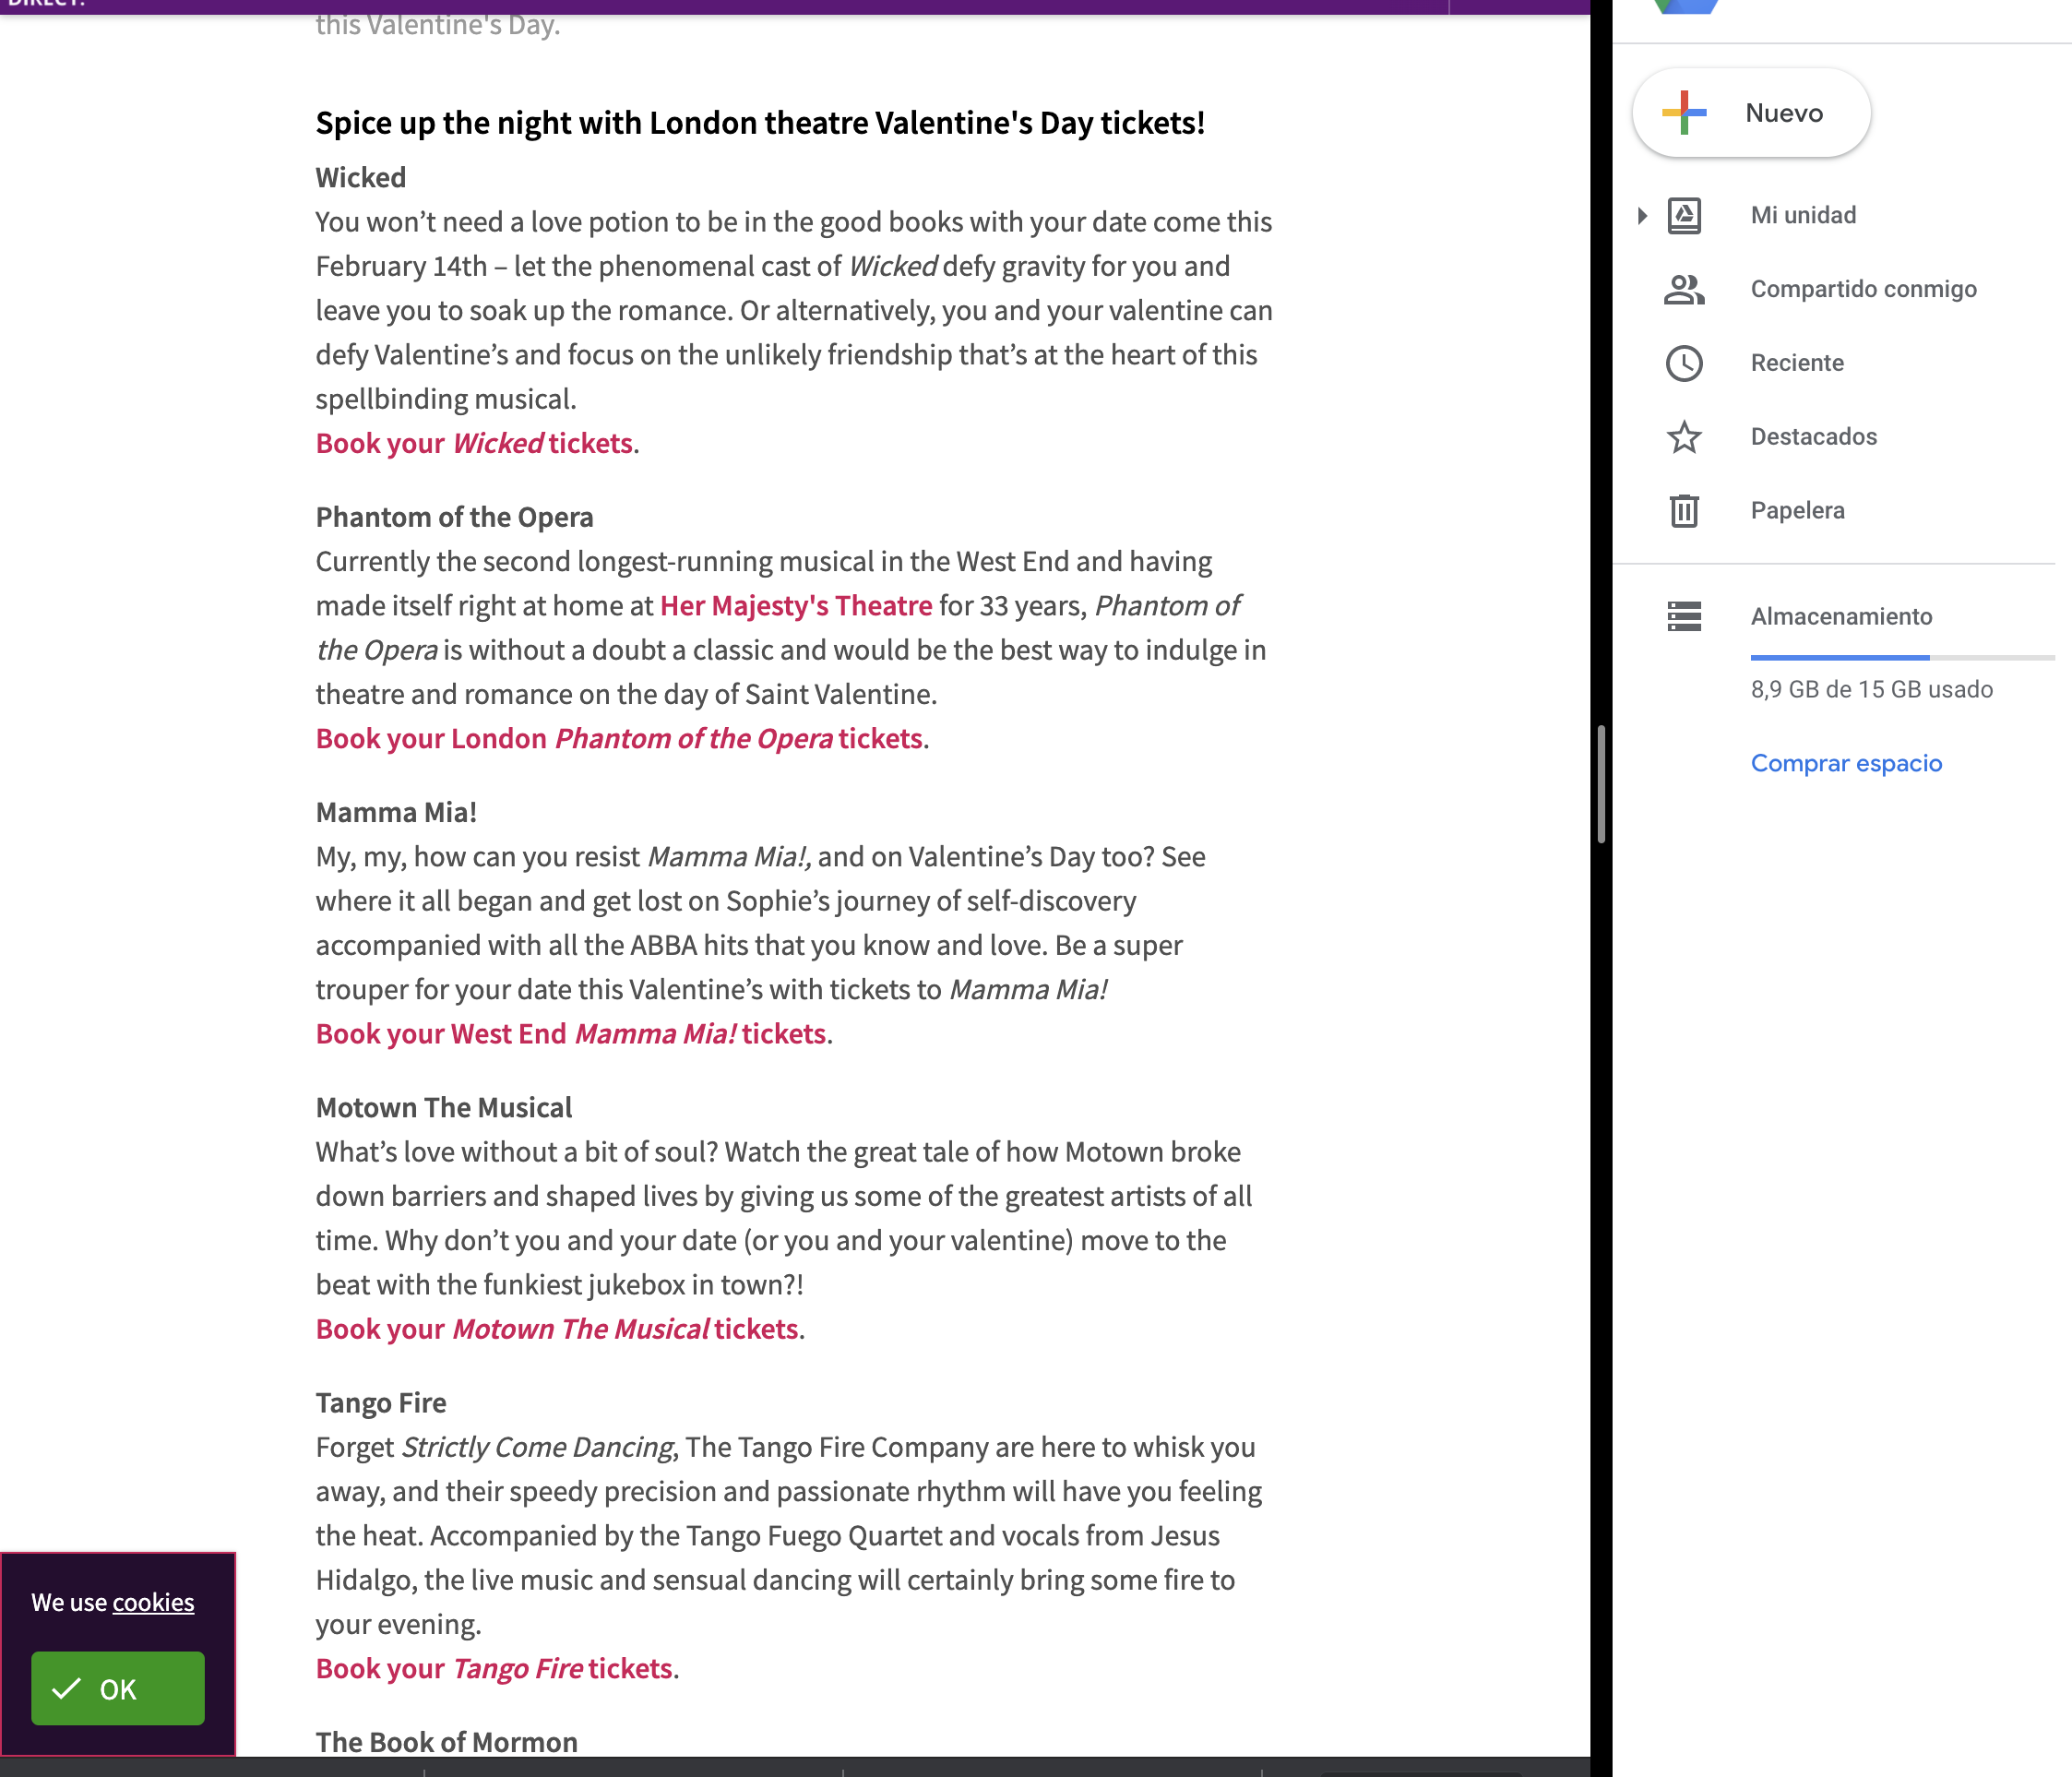 DIRECT.
this Valentine's Day.
Spice up the night with London theatre Valentine's Day tickets!
Wicked
You won’t need a love potion to be in the good books with your date come this
February 14th – let the phenomenal cast of Wicked defy gravity for you and
leave you to soak up the romance. Or alternatively, you and your valentine can
defy Valentine’s and focus on the unlikely friendship that’s at the heart of this
spellbinding musical.
Book your Wicked tickets.
Phantom of the Opera
Currently the second longest-running musical in the West End and having
made itself right at home at Her Majesty's Theatre for 33 years, Phantom of
the Opera is without a doubt a classic and would be the best way to indulge in
theatre and romance on the day of Saint Valentine.
Book your London Phantom of the Opera tickets.
Mamma Mia!
My, my, how can you resist Mamma Mia!, and on Valentine’s Day too? See
where it all began and get lost on Sophie’s journey of self-discovery
accompanied with all the ABBA hits that you know and love. Be a super
trouper for your date this Valentine’s with tickets to Mamma Mia!
Book your West End Mamma Mia! tickets.
Motown The Musical
What’s love without a bit of soul? Watch the great tale of how Motown broke
down barriers and shaped lives by giving us some of the greatest artists of all
time. Why don’t you and your date (or you and your valentine) move to the
beat with the funkiest jukebox in town?!
Book your Motown The Musical tickets.
Tango Fire
Forget Strictly Come Dancing, The Tango Fire Company are here to whisk you
away, and their speedy precision and passionate rhythm will have you feeling
the heat. Accompanied by the Tango Fuego Quartet and vocals from Jesus
Hidalgo, the live music and sensual dancing will certainly bring some fire to
your evening.
Book your Tango Fire tickets.
The Book of Mormon
We use cookies
OK
Nuevo
Mi unidad
Compartido conmigo
Reciente
Destacados
Papelera
Almacenamiento
8,9 GB de 15 GB usado
Comprar espacio